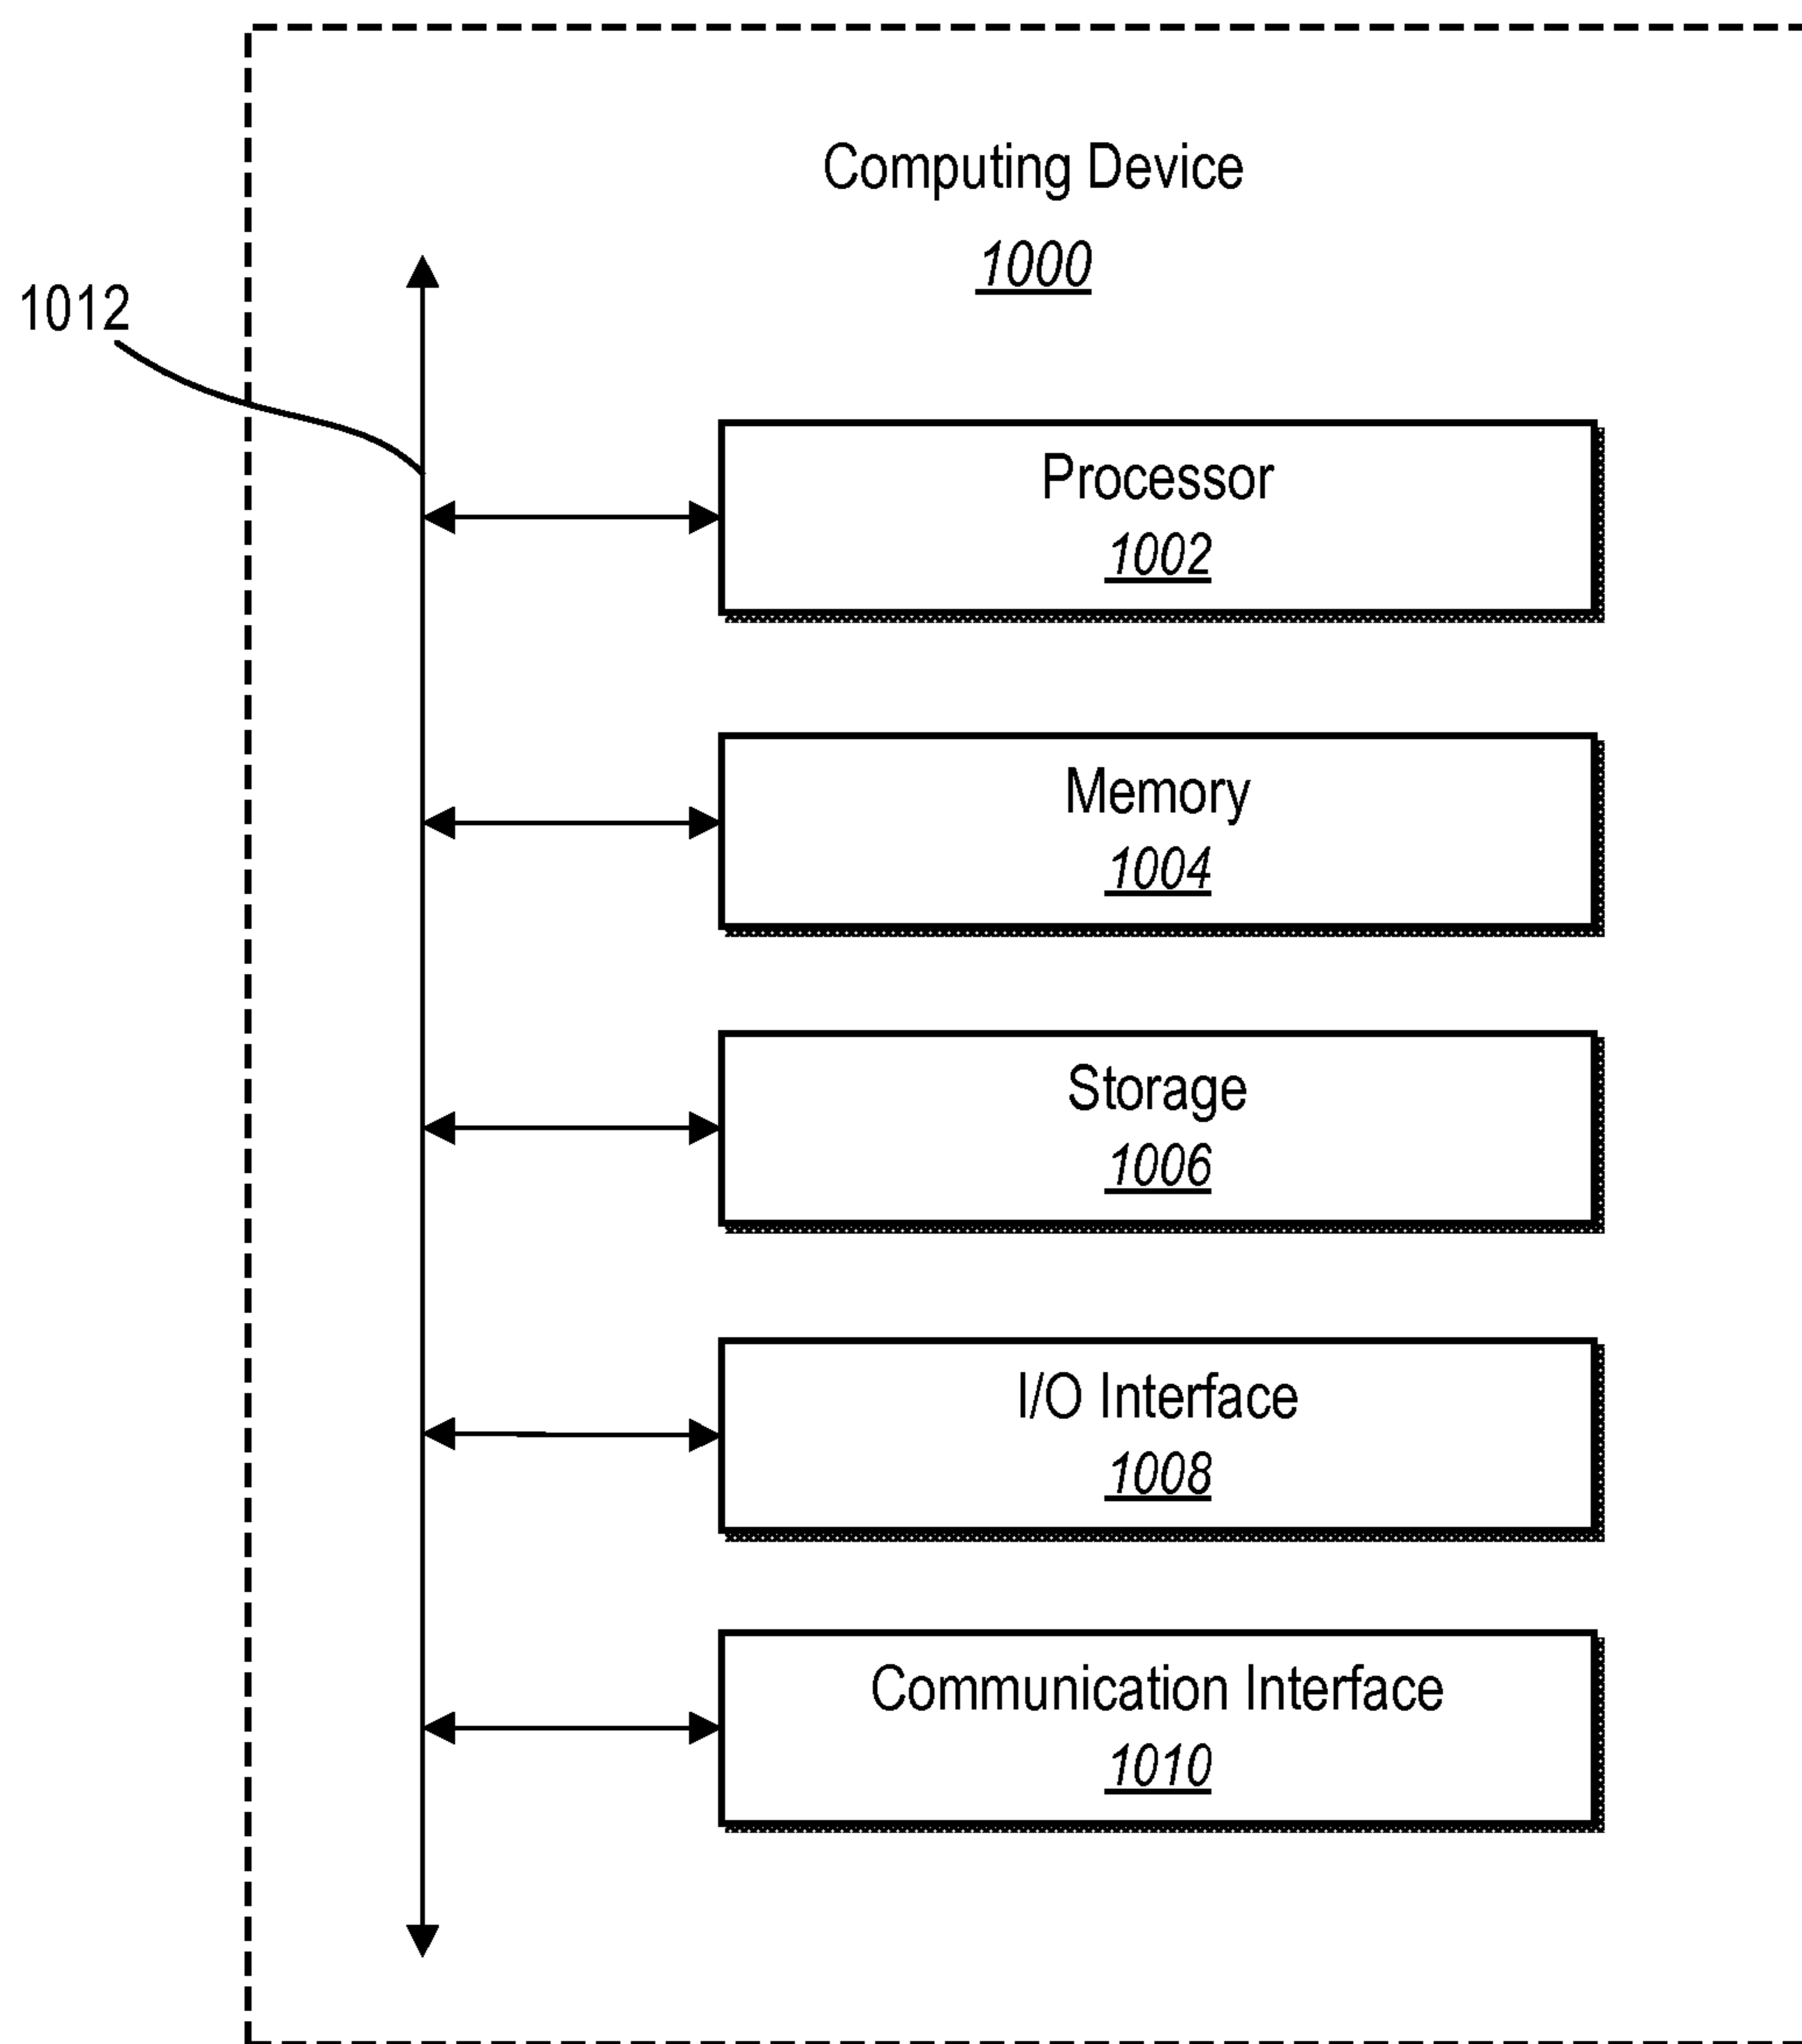 Computing Device
1000
1012
Processor
1002
Memory
1004
Storage
1006
I/O Interface
1008
Communication Interface
1010